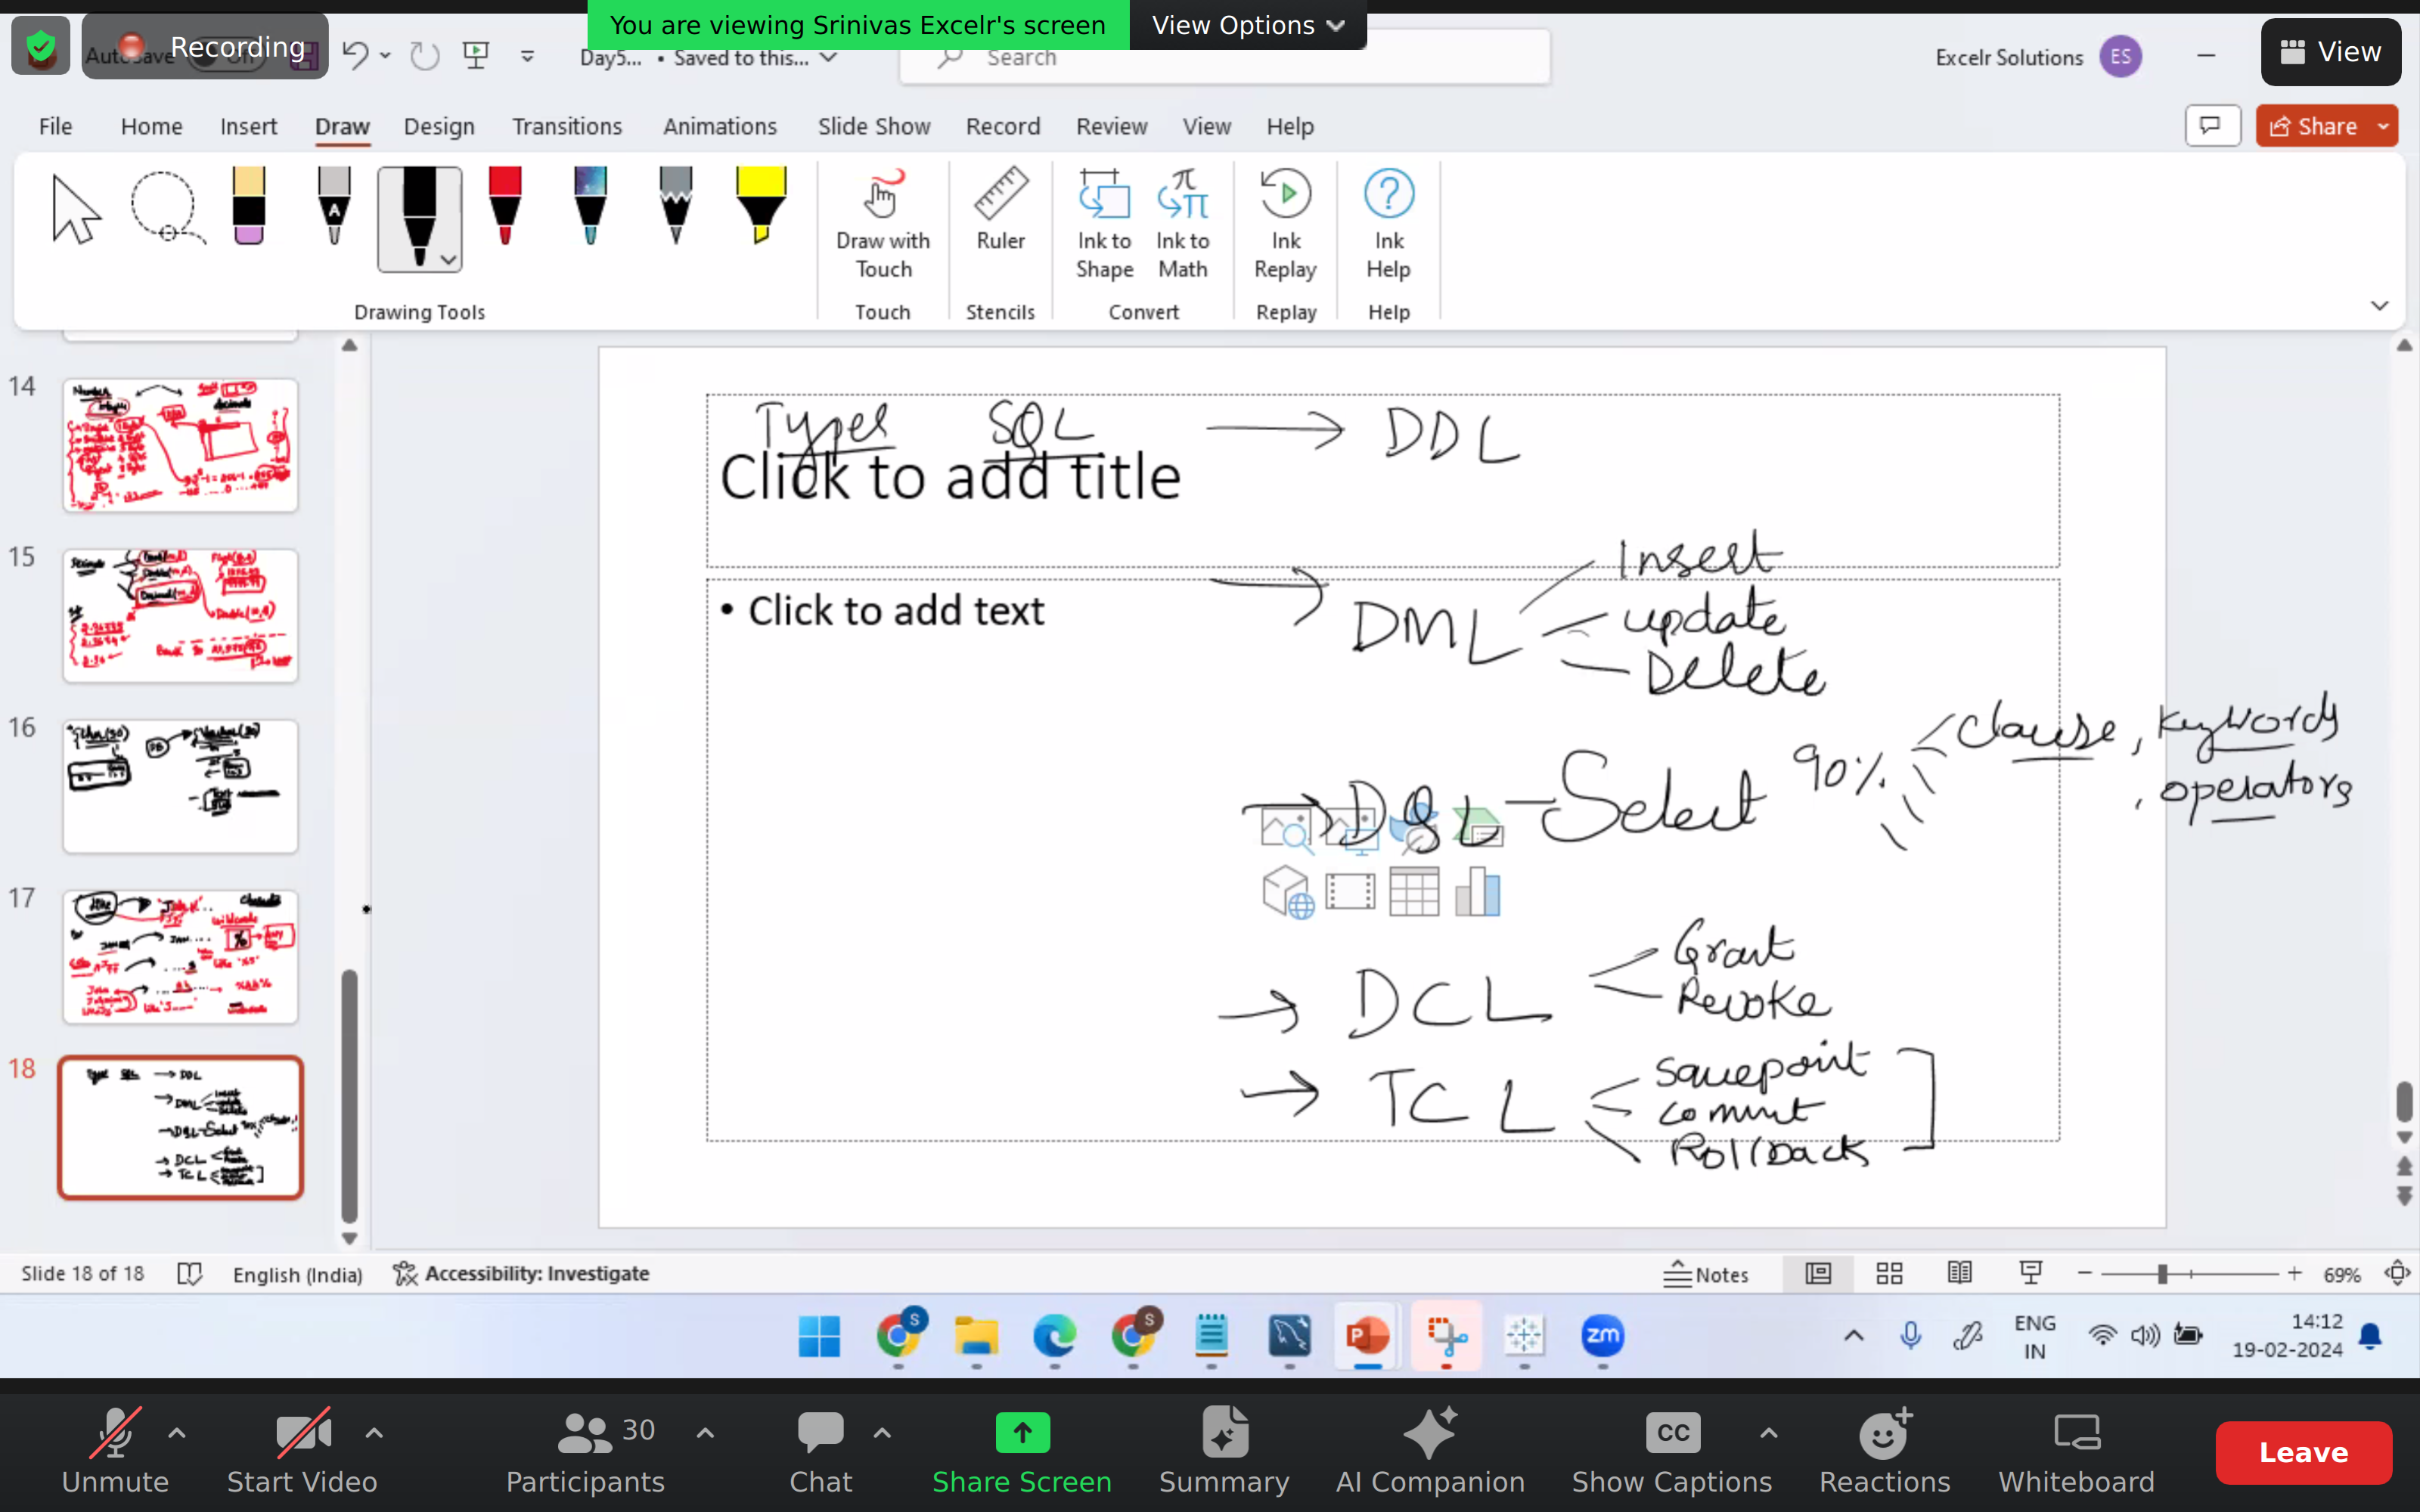 You are viewing Srinivas Excelr's screen
View Options
Recording
Day5... • Saved to this...
Search
Excelr Solutions
ES
View
File Home Insert Draw Design Transitions Animations Slide Show Record Review View Help
Share
Draw with Touch
Ruler
Ink to Shape
Ink to Math
Ink Replay
Ink Help
Drawing Tools
Touch
Stencils
Convert
Replay
Help
14
15
16
17
18
Types SQL → DDL
Click to add title
• Click to add text
→ DML
Insert
update
Delete
→ DQL – Select 90%
clause, keywords
, operators
→ DCL
Grant
Revoke
→ TCL
Savepoint
commit
Rollback
Slide 18 of 18
English (India)
Accessibility: Investigate
Notes
69%
ENG
IN
14:12
19-02-2024
Unmute
Start Video
30
Participants
Chat
Share Screen
Summary
AI Companion
CC
Show Captions
Reactions
Whiteboard
Leave